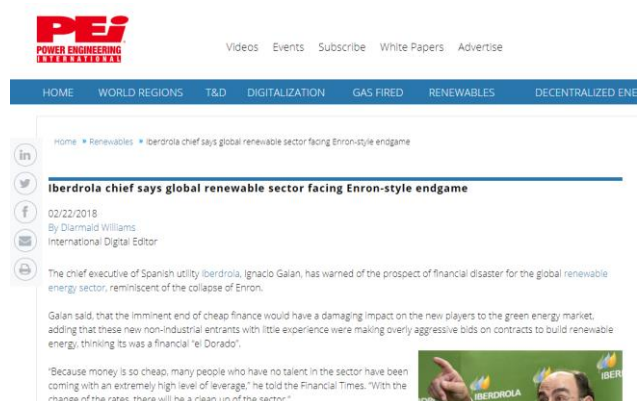 PEi
POWER ENGINEERING
INTERNATIONAL
Videos Events Subscribe White Papers Advertise
HOME WORLD REGIONS T&D DIGITALIZATION GAS FIRED RENEWABLES DECENTRALIZED ENE
Home Renewables Iberdrola chief says global renewable sector facing Enron-style endgame
Iberdrola chief says global renewable sector facing Enron-style endgame
02/22/2018
By Diarmaid Williams
International Digital Editor
The chief executive of Spanish utility Iberdrola, Ignacio Galan, has warned of the prospect of financial disaster for the global renewable
energy sector, reminiscent of the collapse of Enron.
Galan said, that the imminent end of cheap finance would have a damaging impact on the new players to the green energy market,
adding that these new non-industrial entrants with little experience were making overly aggressive bids on contracts to build renewable
energy, thinking its was a financial "el Dorado".
"Because money is so cheap, many people who have no talent in the sector have been
coming with an extremely high level of leverage," he told the Financial Times. "With the
change of the rates, there will be a clean up of the sector."
IBERDROLA
IBER